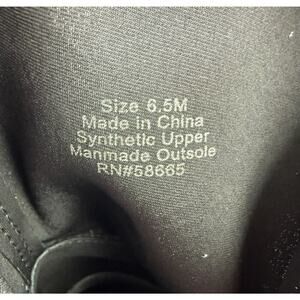 Size 6.5M
Made in China
Synthetic Upper
Manmade Outsole
RN#58665